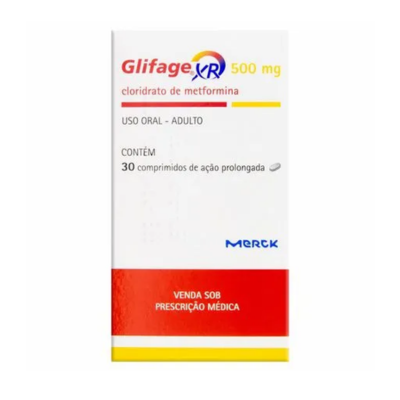 Glifage® XR 500 mg
cloridrato de metformina
USO ORAL - ADULTO
CONTÉM
30 comprimidos de ação prolongada
MERCK
VENDA SOB
PRESCRIÇÃO MÉDICA